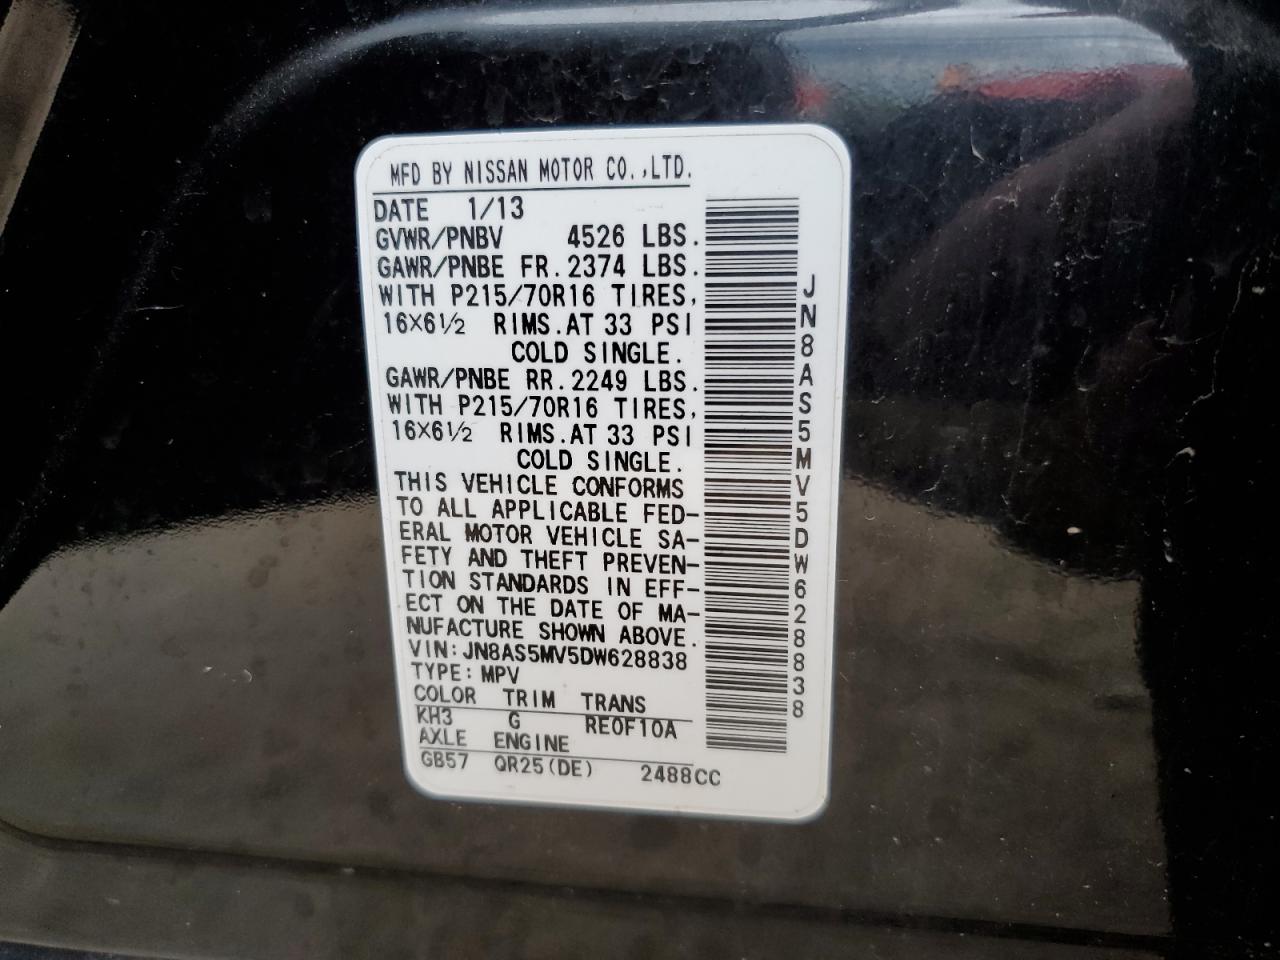 MFD BY NISSAN MOTOR CO.,LTD.
DATE 1/13
GVWR/PNBV 4526 LBS.
GAWR/PNBE FR. 2374 LBS.
WITH P215/70R16 TIRES,
16X6½ RIMS. AT 33 PSI
COLD SINGLE.
GAWR/PNBE RR. 2249 LBS.
WITH P215/70R16 TIRES,
16X6½ RIMS. AT 33 PSI
COLD SINGLE.
THIS VEHICLE CONFORMS
TO ALL APPLICABLE FED-
ERAL MOTOR VEHICLE SA-
FETY AND THEFT PREVEN-
TION STANDARDS IN EFF-
ECT ON THE DATE OF MA-
NUFACTURE SHOWN ABOVE.
VIN: JN8AS5MV5DW628838
TYPE: MPV
COLOR TRIM TRANS
KH3 G RE0F10A
AXLE ENGINE
GB57 QR25(DE) 2488CC
JN8AS5MV5DW628838